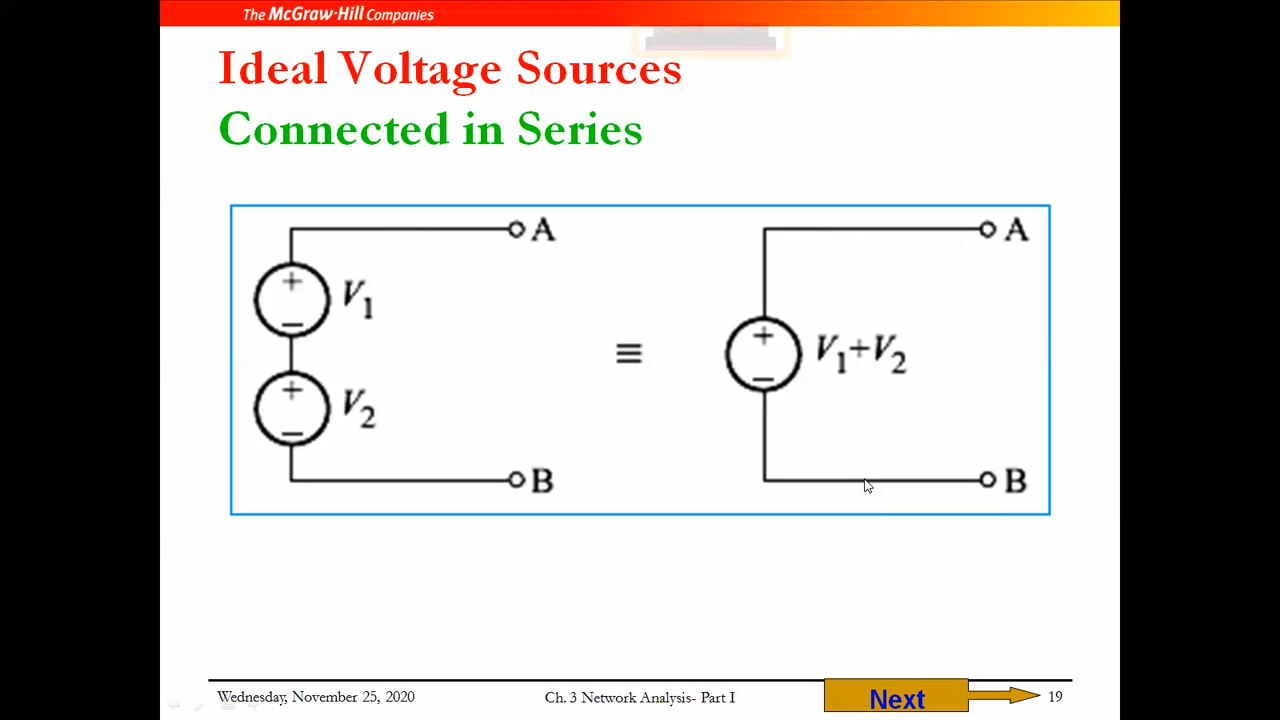 The McGraw-Hill Companies
Ideal Voltage Sources
Connected in Series
A
A
+
V1
−
+
V1+V2
≡
−
+
V2
−
B
B
Wednesday, November 25, 2020
Ch. 3 Network Analysis- Part I
Next
19